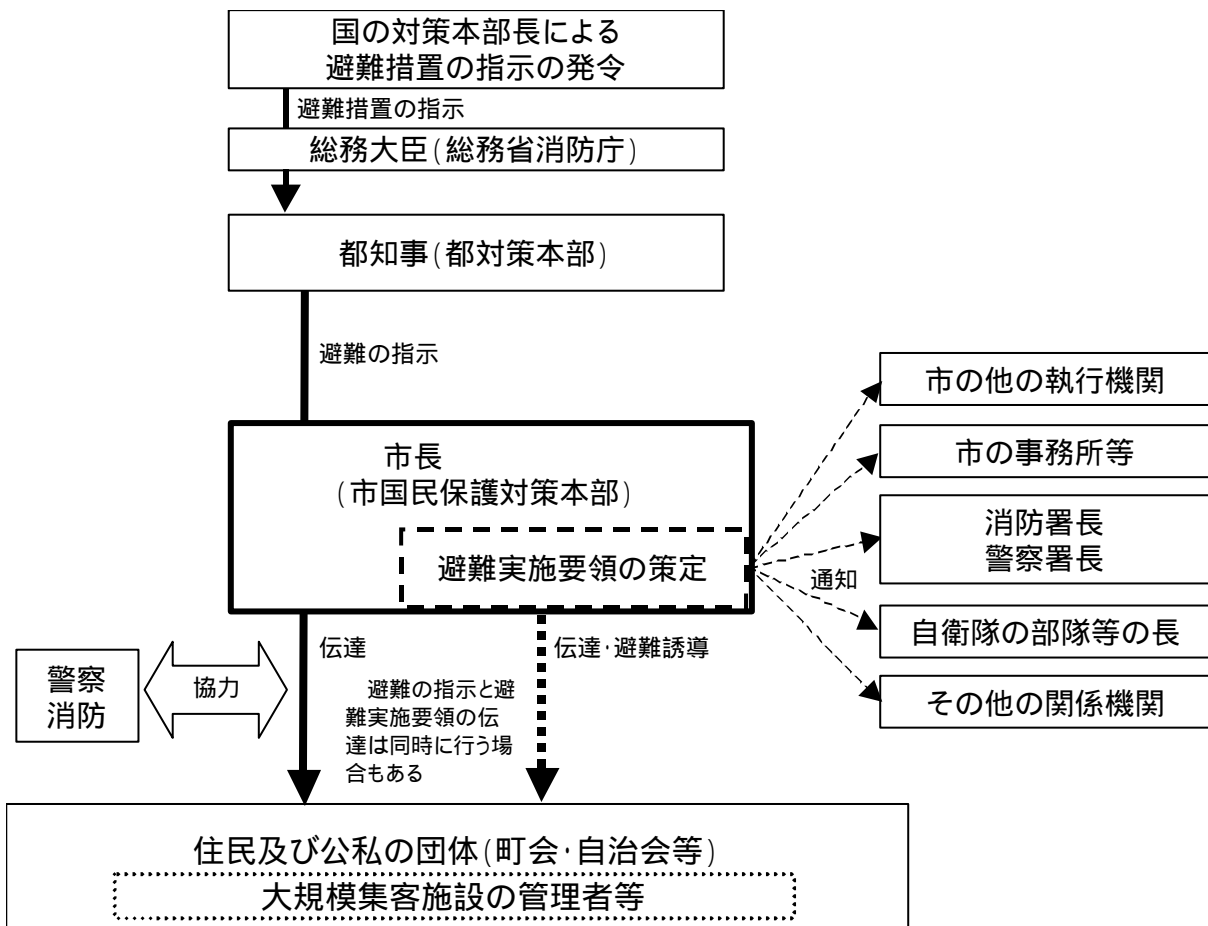 国の対策本部長による
避難措置の指示の発令
避難措置の指示
総務大臣(総務省消防庁)
都知事(都対策本部)
避難の指示
市長
(市国民保護対策本部)
避難実施要領の策定
市の他の執行機関
市の事務所等
消防署長
警察署長
通知
自衛隊の部隊等の長
その他の関係機関
警察
消防
協力
伝達
避難の指示と避
難実施要領の伝
達は同時に行う場
合もある
伝達・避難誘導
住民及び公私の団体(町会・自治会等)
大規模集客施設の管理者等